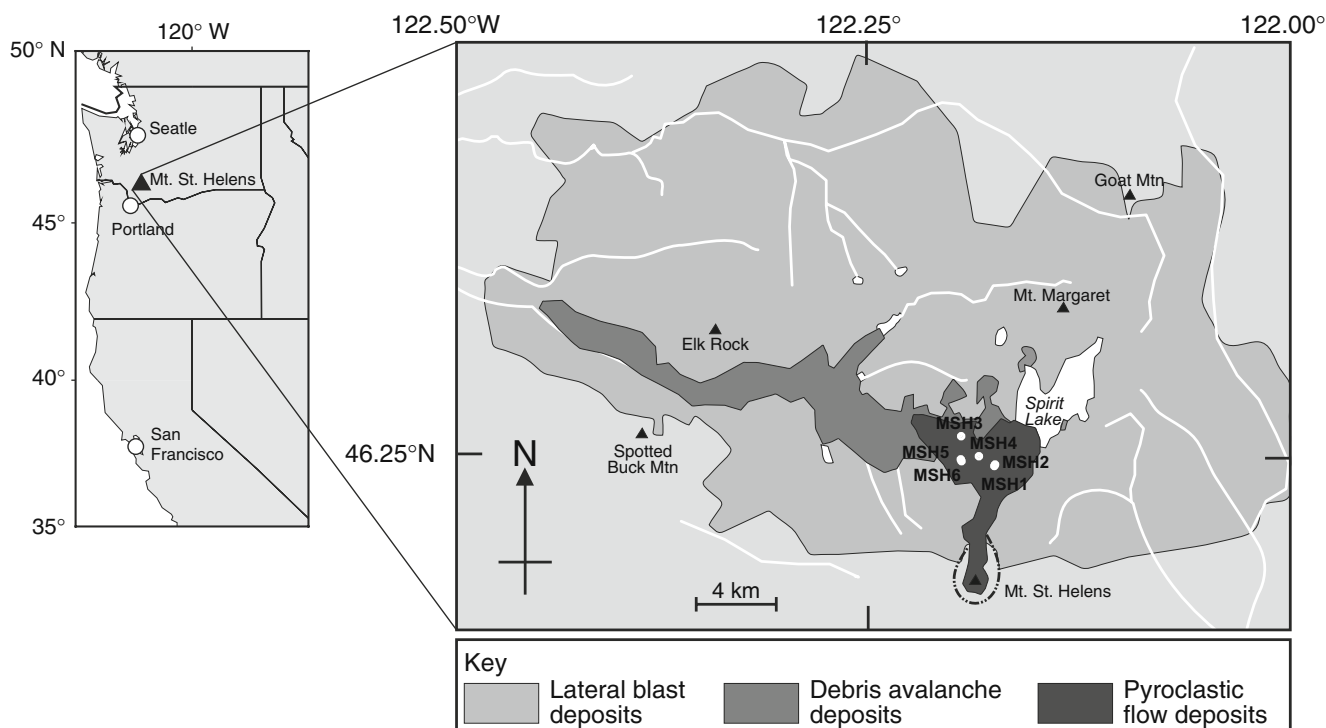 120° W
50° N
Seatle
Mt. St. Helens
45°
Portland
40°
San
Francisco
35°
122.50°W
122.25°
122.00°
Goat Mtn
Mt. Margaret
Elk Rock
Spirit
Lake
MSH3
MSH4
Spotted
Buck Mtn
MSH5
MSH2
MSH6
MSH1
46.25°N
N
4 km
Mt. St. Helens
Key
Lateral blast
deposits
Debris avalanche
deposits
Pyroclastic
flow deposits